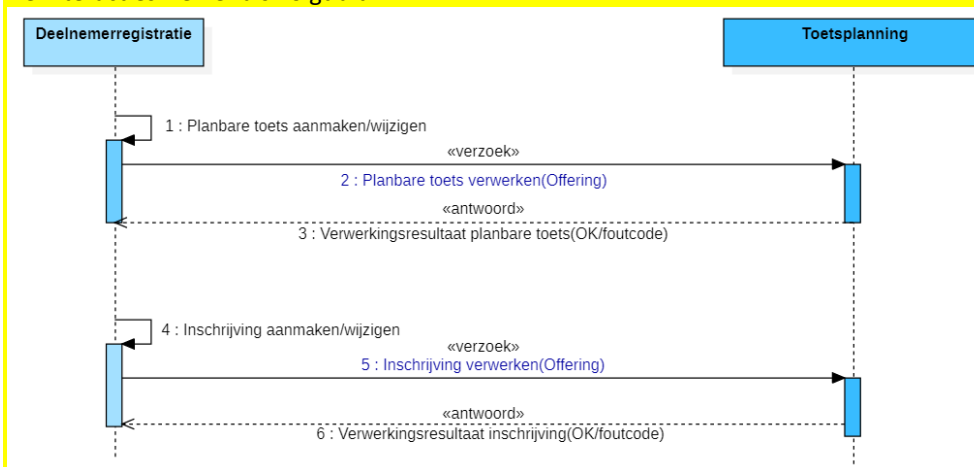 Deelnemerregistratie
Toetsplanning
1 : Planbare toets aanmaken/wijzigen
«verzoek»
2 : Planbare toets verwerken(Offering)
«antwoord»
3 : Verwerkingsresultaat planbare toets(OK/foutcode)
4 : Inschrijving aanmaken/wijzigen
«verzoek»
5 : Inschrijving verwerken(Offering)
«antwoord»
6 : Verwerkingsresultaat inschrijving(OK/foutcode)